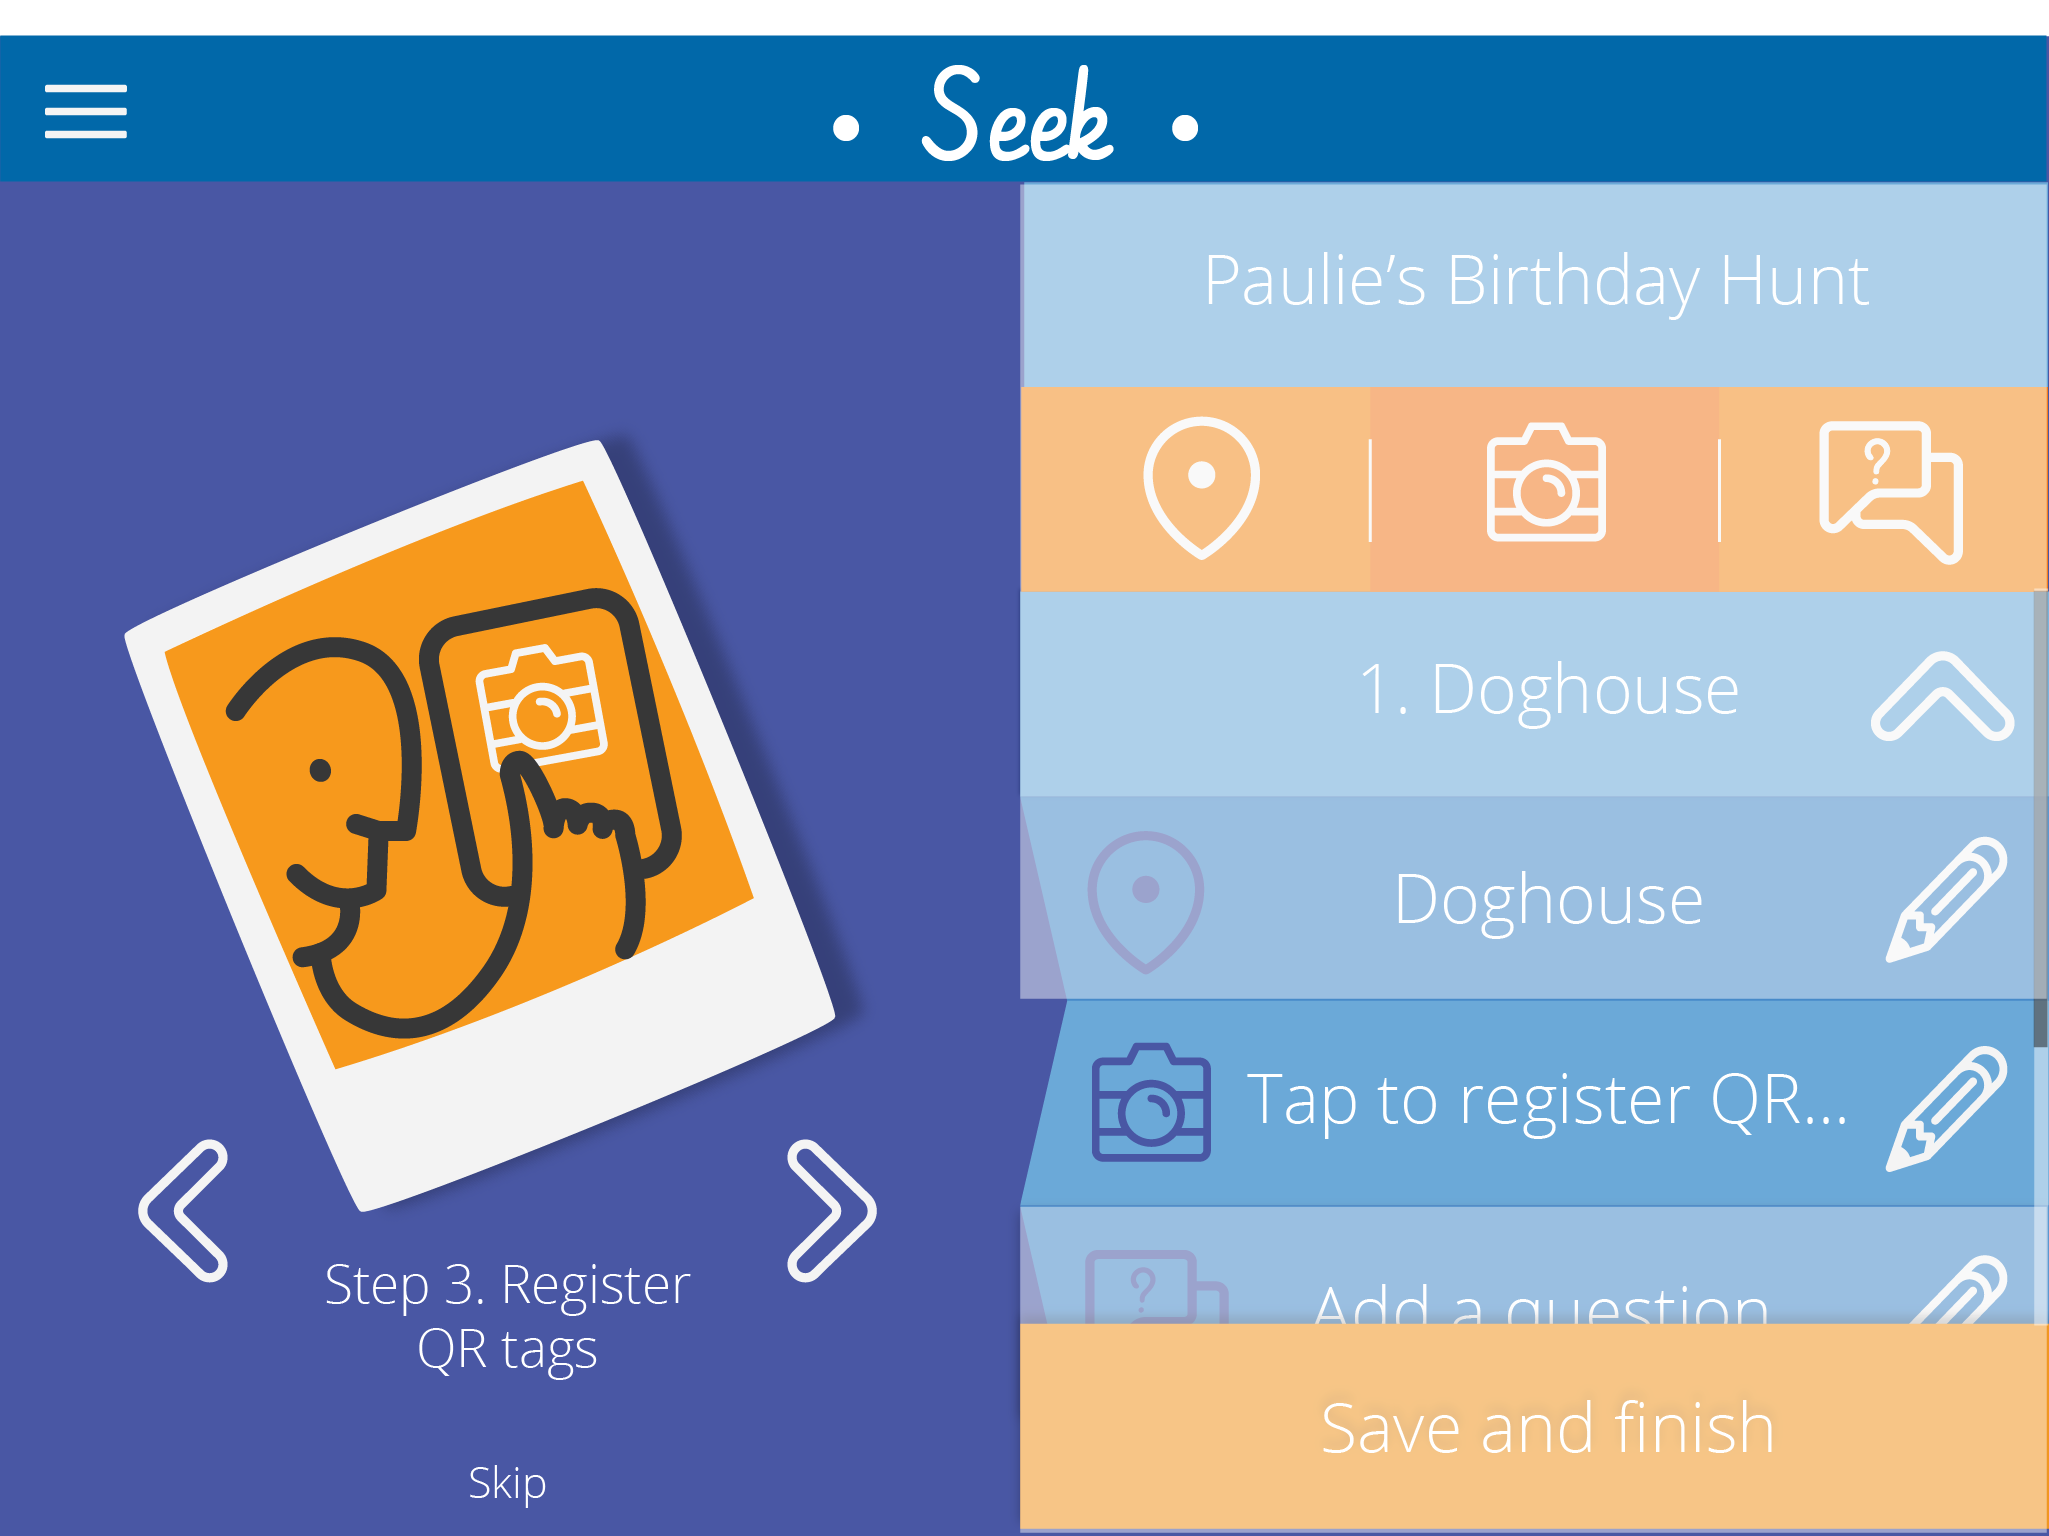 Seek
Paulie’s Birthday Hunt
?
1. Doghouse
Doghouse
Tap to register QR...
?
Add a question
Save and finish
Step 3. Register
QR tags
Skip